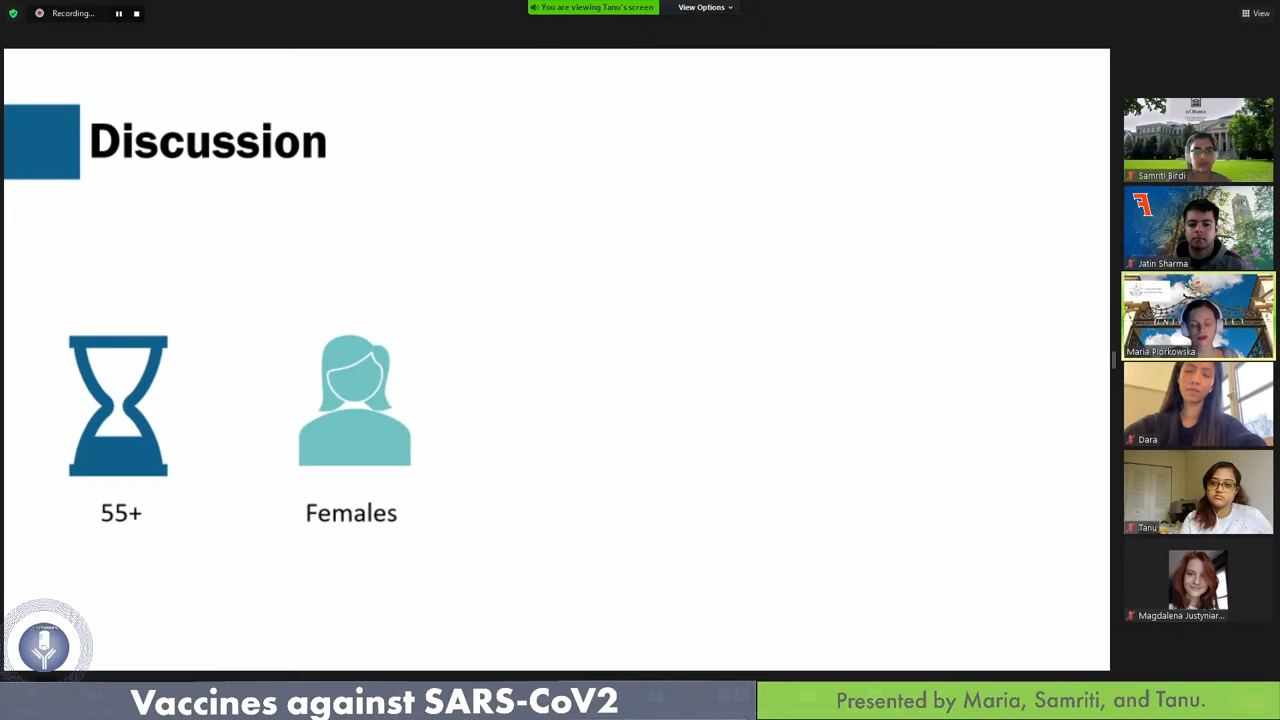 Recording...
You are viewing Tanu's screen
View Options
View
Discussion
55+
Females
Samriti Birdi
Jatin Sharma
Maria Piórkowska
Dara
Tanu
Magdalena Justyniar...
Vaccines against SARS-CoV2
Presented by Maria, Samriti, and Tanu.